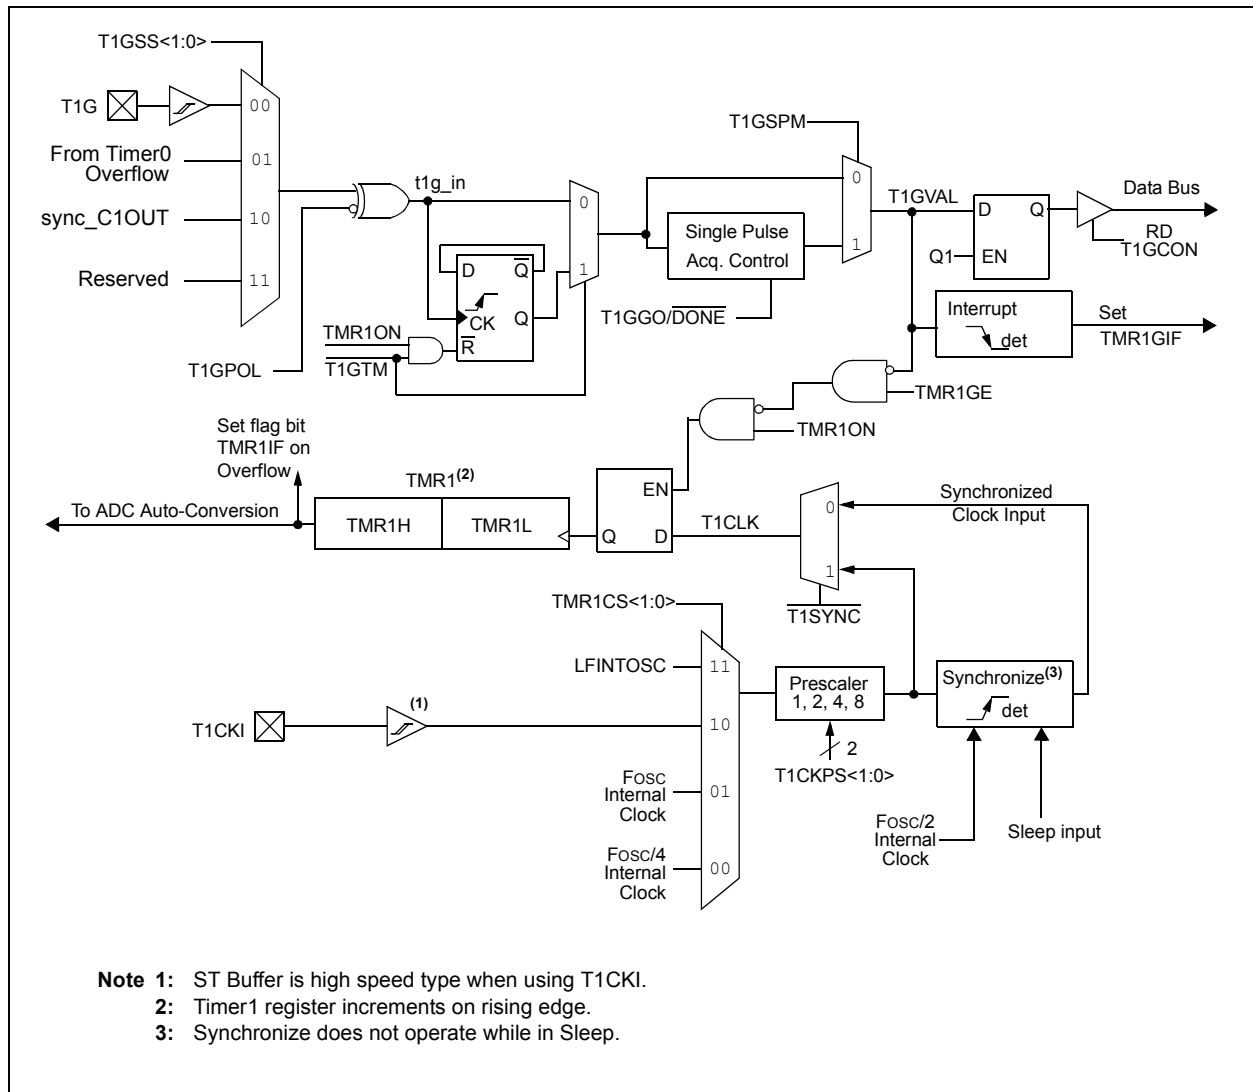 T1GSS<1:0>
T1G
00
From Timer0
Overflow
01
sync_C1OUT
10
Reserved
11
T1GPOL
t1g_in
D
Q
CK
Q
R
TMR1ON
T1GTM
0
1
Single Pulse
Acq. Control
T1GGO/DONE
T1GSPM
0
1
T1GVAL
D
Q
Q1
EN
Data Bus
RD
T1GCON
Interrupt
det
Set
TMR1GIF
TMR1GE
TMR1ON
Set flag bit
TMR1IF on
Overflow
To ADC Auto-Conversion
TMR1(2)
TMR1H
TMR1L
EN
Q
D
T1CLK
0
1
T1SYNC
Synchronized
Clock Input
TMR1CS<1:0>
LFINTOSC
11
T1CKI
(1)
10
FOSC
Internal
Clock
01
FOSC/4
Internal
Clock
00
Prescaler
1, 2, 4, 8
2
T1CKPS<1:0>
Synchronize(3)
det
FOSC/2
Internal
Clock
Sleep input
Note 1: ST Buffer is high speed type when using T1CKI.
2: Timer1 register increments on rising edge.
3: Synchronize does not operate while in Sleep.